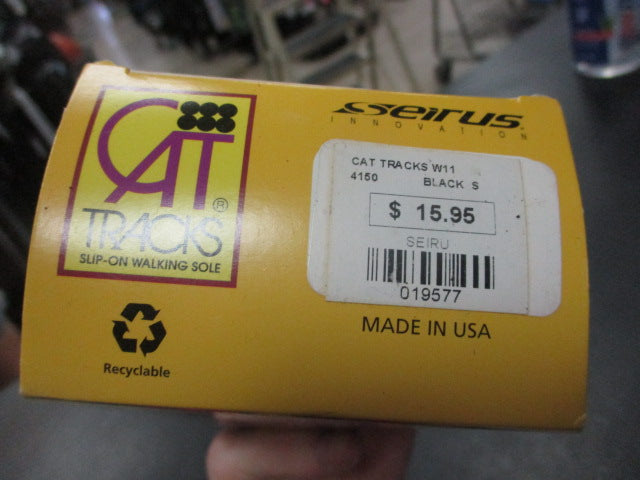 CAT
TRACKS
®
SLIP-ON WALKING SOLE
Recyclable
seirus
INNOVATION
CAT TRACKS W11
4150 BLACK S
$ 15.95
SEIRU
019577
MADE IN USA